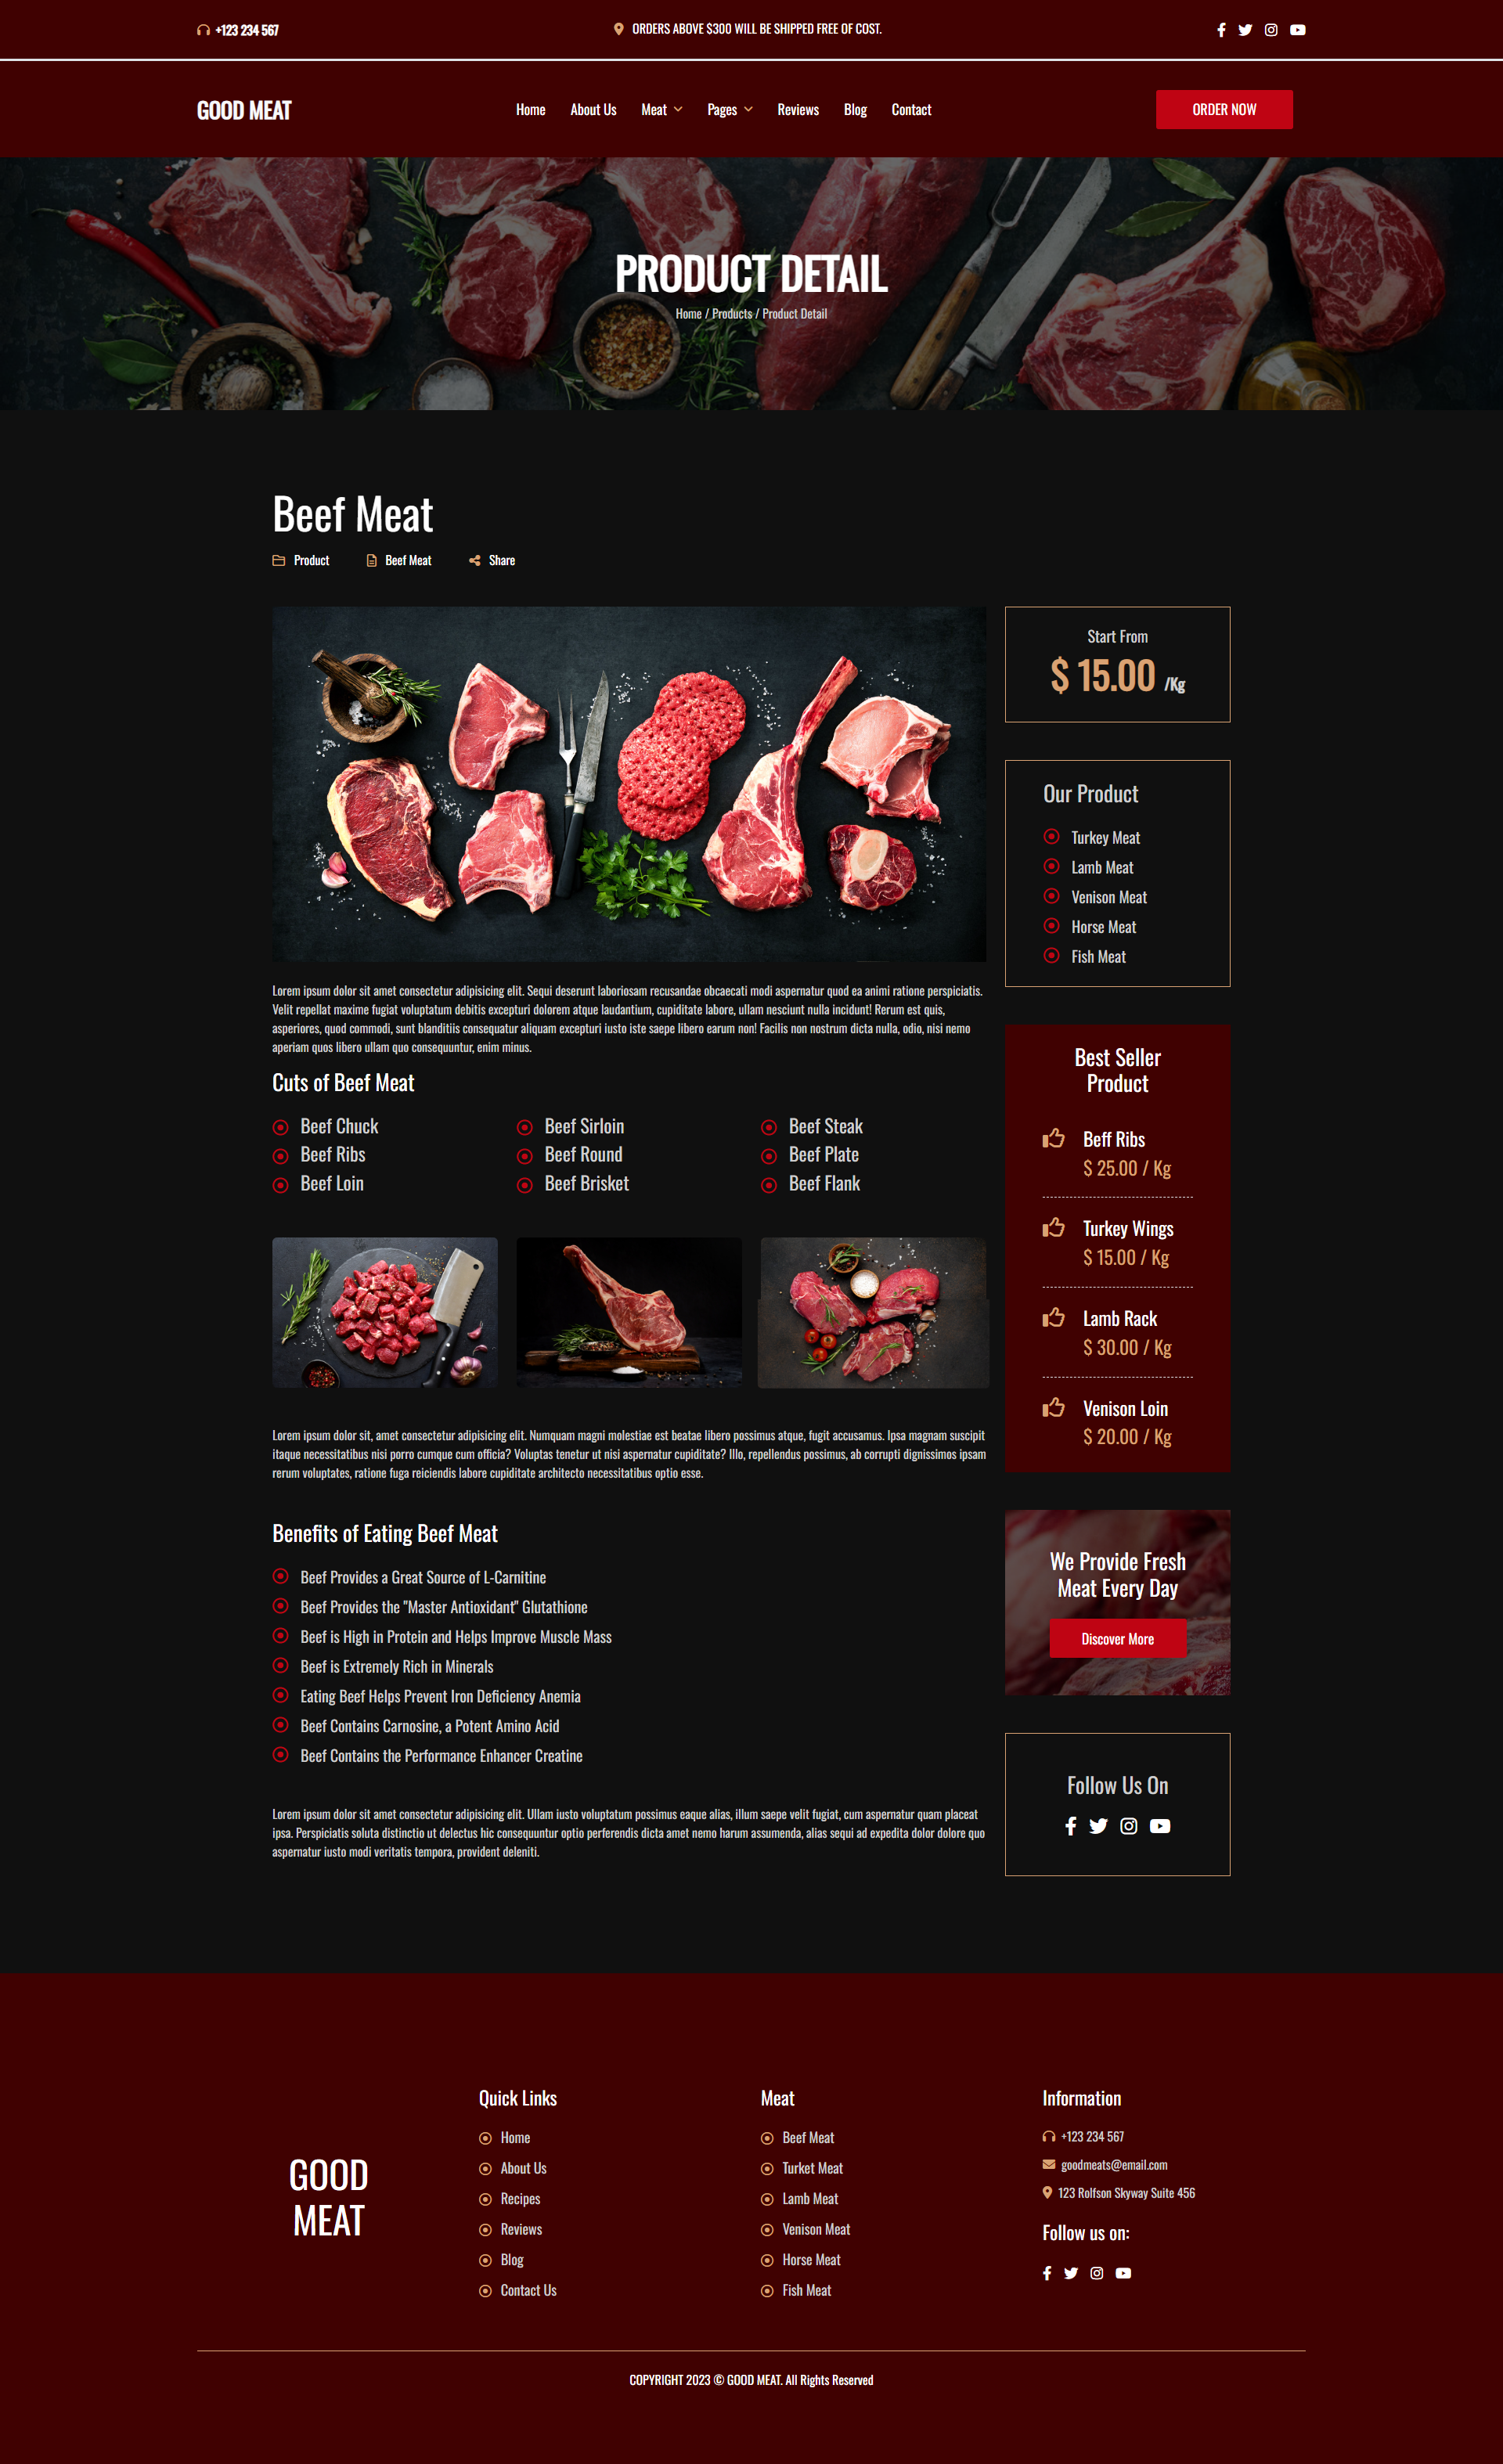 +123 234 567
ORDERS ABOVE $300 WILL BE SHIPPED FREE OF COST.
GOOD MEAT
Home
About Us
Meat
Pages
Reviews
Blog
Contact
ORDER NOW
PRODUCT DETAIL
Home / Products / Product Detail
Beef Meat
Product
Beef Meat
Share
Lorem ipsum dolor sit amet consectetur adipisicing elit. Sequi deserunt laboriosam recusandae obcaecati modi aspernatur quod ea animi ratione perspiciatis.
Velit repellat maxime fugiat voluptatum debitis excepturi dolorem atque laudantium, cupiditate labore, ullam nesciunt nulla incidunt! Rerum est quis,
asperiores, quod commodi, sunt blanditiis consequatur aliquam excepturi iusto iste saepe libero earum non! Facilis non nostrum dicta nulla, odio, nisi nemo
aperiam quos libero ullam quo consequuntur, enim minus.
Cuts of Beef Meat
Beef Chuck
Beef Sirloin
Beef Steak
Beef Ribs
Beef Round
Beef Plate
Beef Loin
Beef Brisket
Beef Flank
Lorem ipsum dolor sit, amet consectetur adipisicing elit. Numquam magni molestiae est beatae libero possimus atque, fugit accusamus. Ipsa magnam suscipit
itaque necessitatibus nisi porro cumque cum officia? Voluptas tenetur ut nisi aspernatur cupiditate? Illo, repellendus possimus, ab corrupti dignissimos ipsam
rerum voluptates, ratione fuga reiciendis labore cupiditate architecto necessitatibus optio esse.
Benefits of Eating Beef Meat
Beef Provides a Great Source of L-Carnitine
Beef Provides the "Master Antioxidant" Glutathione
Beef is High in Protein and Helps Improve Muscle Mass
Beef is Extremely Rich in Minerals
Eating Beef Helps Prevent Iron Deficiency Anemia
Beef Contains Carnosine, a Potent Amino Acid
Beef Contains the Performance Enhancer Creatine
Lorem ipsum dolor sit amet consectetur adipisicing elit. Ullam iusto voluptatum possimus eaque alias, illum saepe velit fugiat, cum aspernatur quam placeat
ipsa. Perspiciatis soluta distinctio ut delectus hic consequuntur optio perferendis dicta amet nemo harum assumenda, alias sequi ad expedita dolor dolore quo
aspernatur iusto modi veritatis tempora, provident deleniti.
Start From
$ 15.00 /Kg
Our Product
Turkey Meat
Lamb Meat
Venison Meat
Horse Meat
Fish Meat
Best Seller
Product
Beff Ribs
$ 25.00 / Kg
Turkey Wings
$ 15.00 / Kg
Lamb Rack
$ 30.00 / Kg
Venison Loin
$ 20.00 / Kg
We Provide Fresh
Meat Every Day
Discover More
Follow Us On
GOOD
MEAT
Quick Links
Home
About Us
Recipes
Reviews
Blog
Contact Us
Meat
Beef Meat
Turket Meat
Lamb Meat
Venison Meat
Horse Meat
Fish Meat
Information
+123 234 567
goodmeats@email.com
123 Rolfson Skyway Suite 456
Follow us on:
COPYRIGHT 2023 © GOOD MEAT. All Rights Reserved